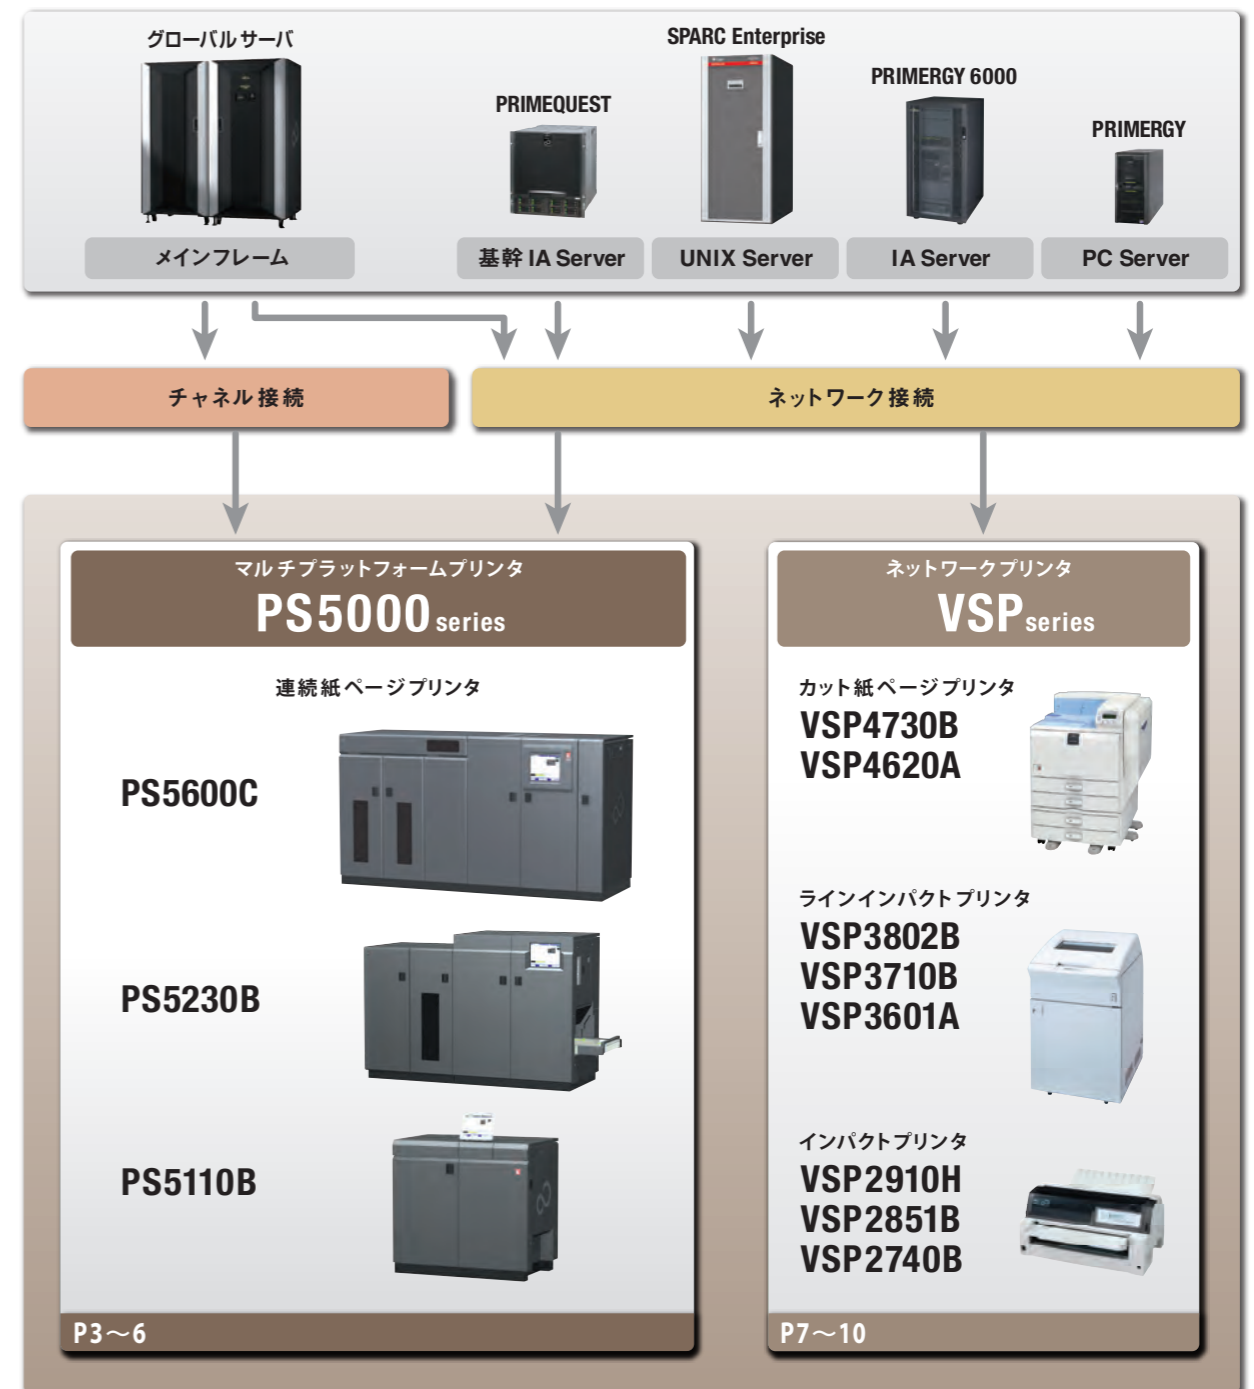 グローバルサーバ
SPARC Enterprise
PRIMEQUEST
PRIMERGY 6000
PRIMERGY
メインフレーム
基幹 IA Server
UNIX Server
IA Server
PC Server
チャネル接続
ネットワーク接続
マルチプラットフォームプリンタ
PS5000 series
連続紙ページプリンタ
PS5600C
PS5230B
PS5110B
P3～6
ネットワークプリンタ
VSP series
カット紙ページプリンタ
VSP4730B
VSP4620A
ラインインパクトプリンタ
VSP3802B
VSP3710B
VSP3601A
インパクトプリンタ
VSP2910H
VSP2851B
VSP2740B
P7～10